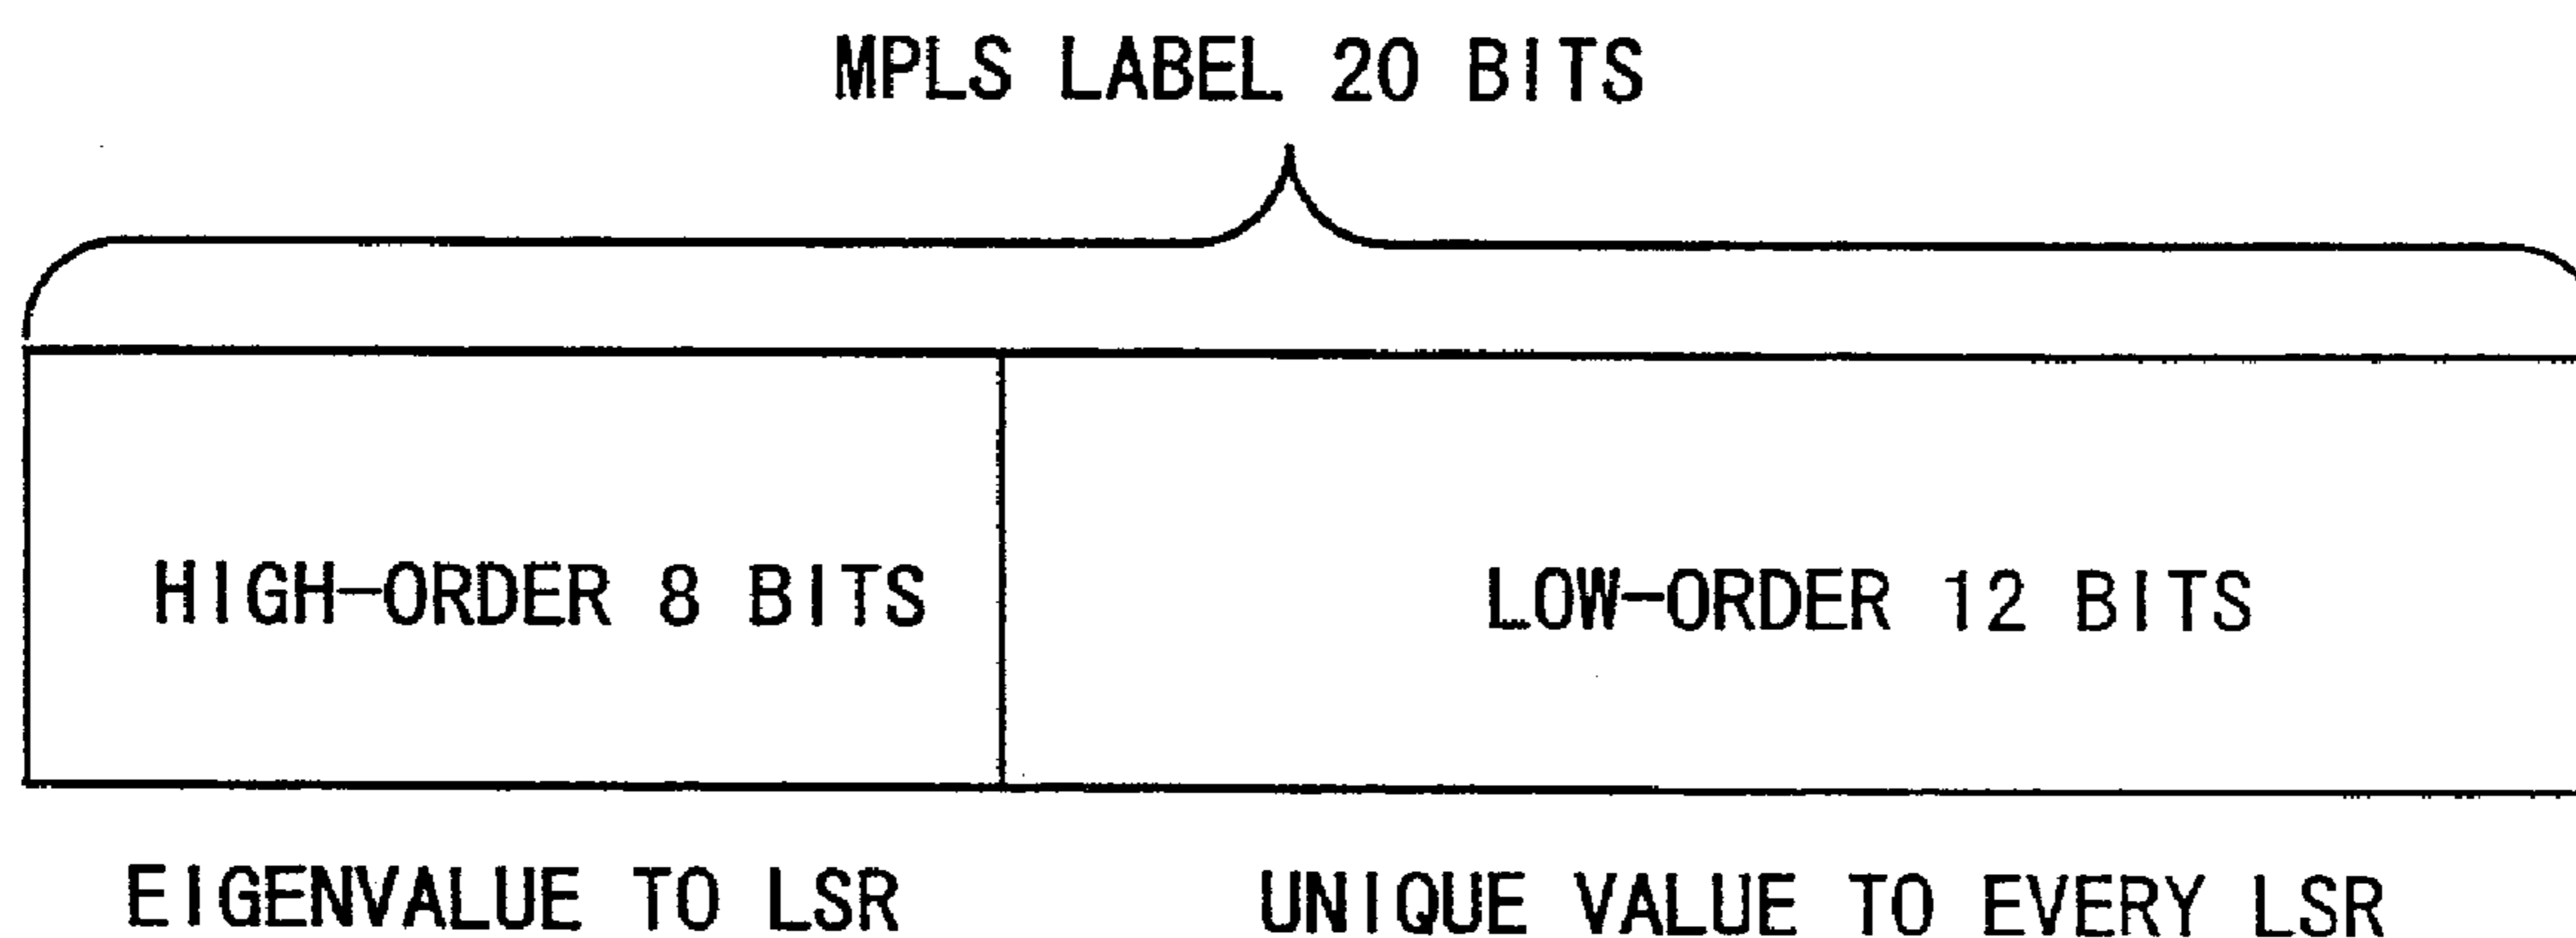 MPLS LABEL 20 BITS
HIGH-ORDER 8 BITS
LOW-ORDER 12 BITS
EIGENVALUE TO LSR
UNIQUE VALUE TO EVERY LSR